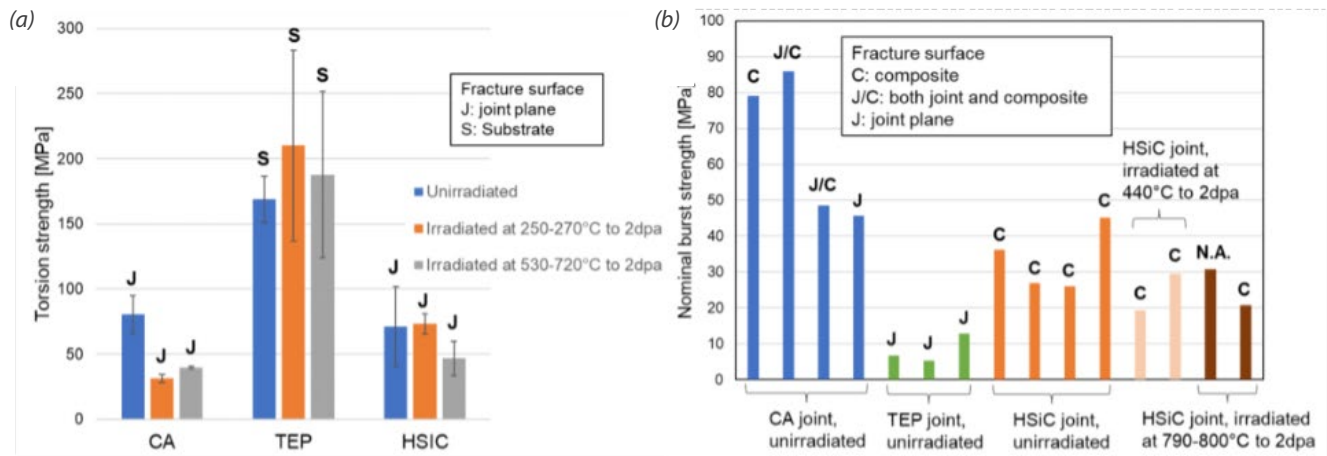 (a)
300
250
200
150
100
50
0
Torsion strength [MPa]
J
J
J
S
S
S
J
J
J
Fracture surface
J: joint plane
S: Substrate
Unirradiated
Irradiated at 250-270°C to 2dpa
Irradiated at 530-720°C to 2dpa
CA
TEP
HSIC
(b)
100
90
80
70
60
50
40
30
20
10
0
Nominal burst strength [MPa]
C
J/C
J/C
J
J
J
J
C
C
C
C
C
C
N.A.
C
Fracture surface
C: composite
J/C: both joint and composite
J: joint plane
HSiC joint,
irradiated at
440°C to 2dpa
CA joint,
unirradiated
TEP joint,
unirradiated
HSiC joint,
unirradiated
HSiC joint, irradiated
at 790-800°C to 2dpa